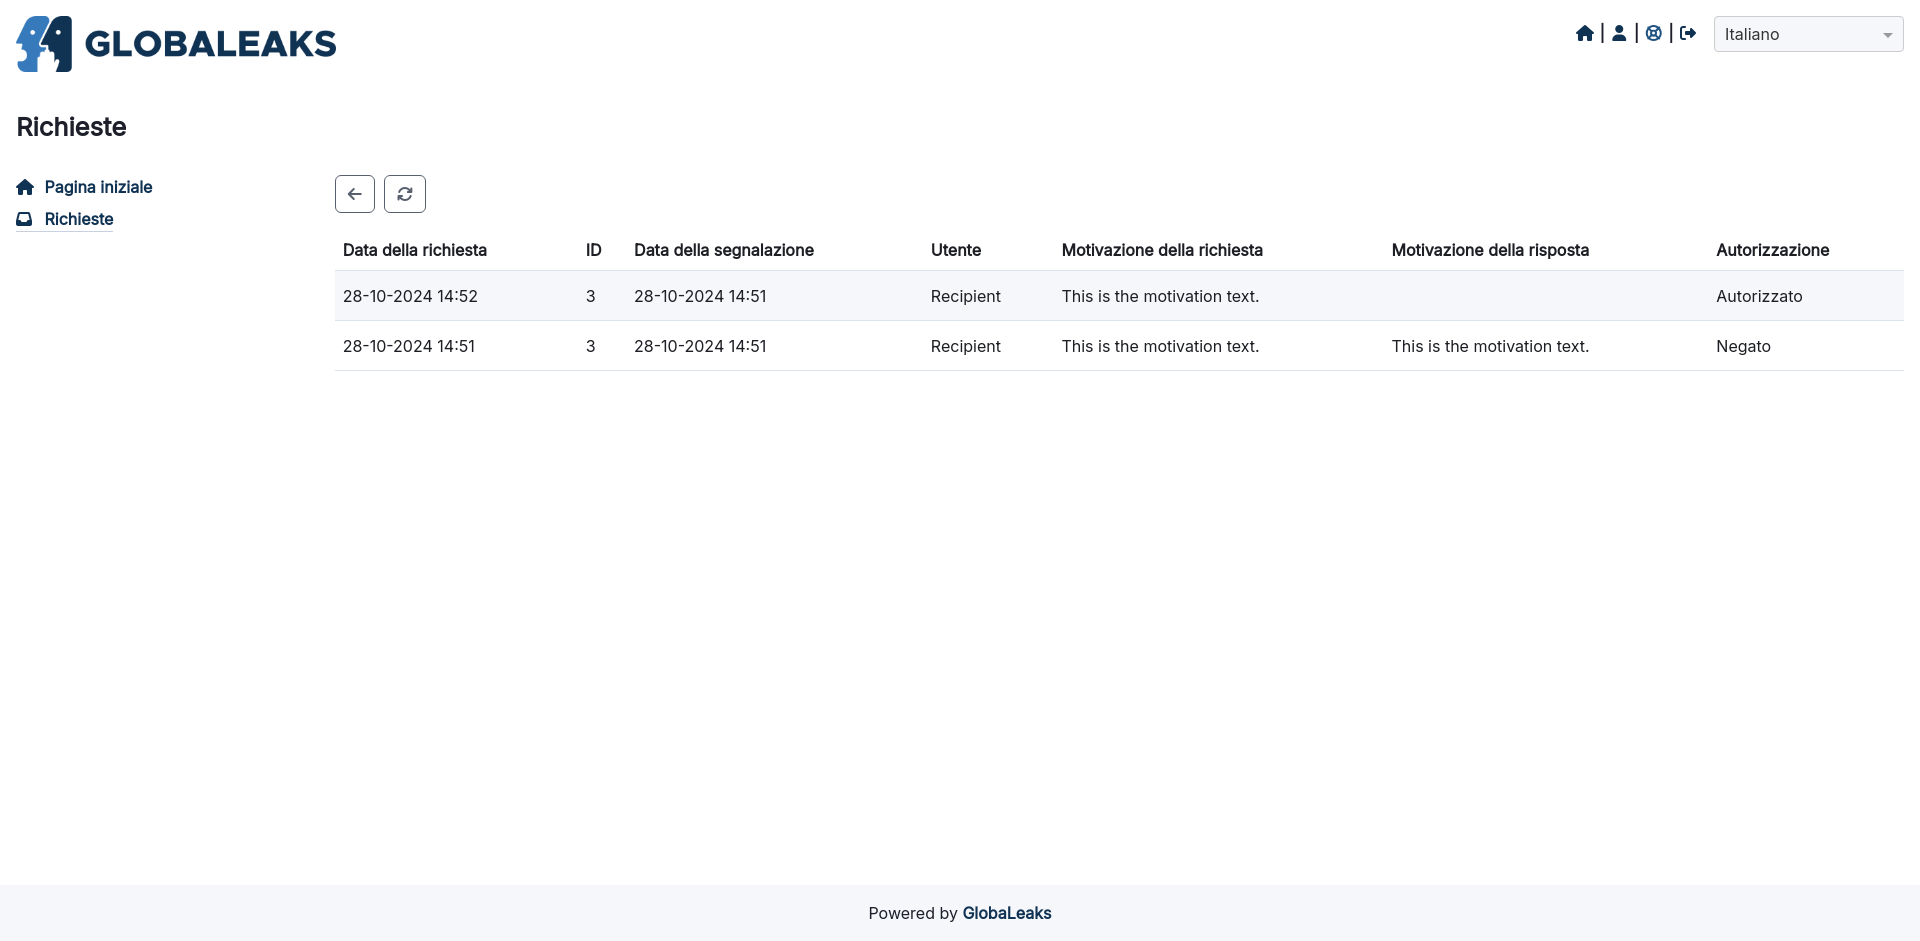 GLOBALEAKS
| | | Italiano
Richieste
Pagina iniziale
Richieste
Data della richiesta ID Data della segnalazione Utente Motivazione della richiesta Motivazione della risposta Autorizzazione
28-10-2024 14:52 3 28-10-2024 14:51 Recipient This is the motivation text. Autorizzato
28-10-2024 14:51 3 28-10-2024 14:51 Recipient This is the motivation text. This is the motivation text. Negato
Powered by GlobaLeaks